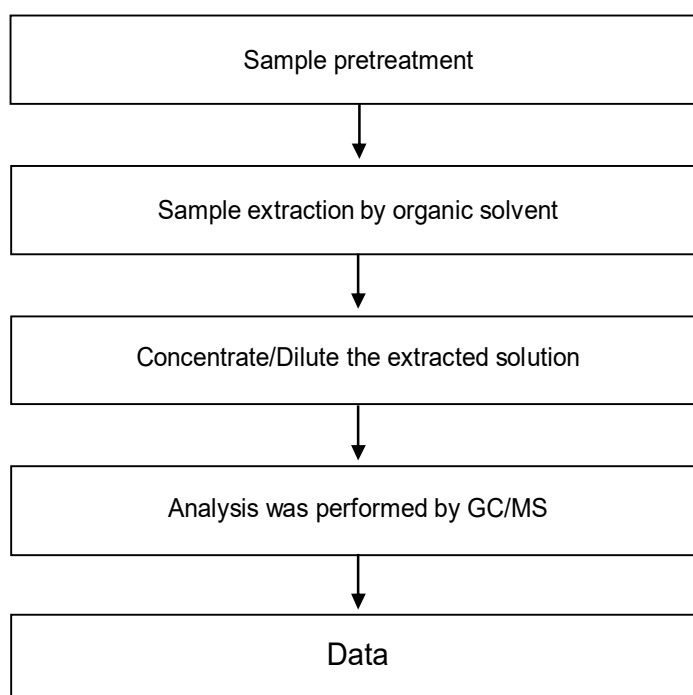 Sample pretreatment
Sample extraction by organic solvent
Concentrate/Dilute the extracted solution
Analysis was performed by GC/MS
Data